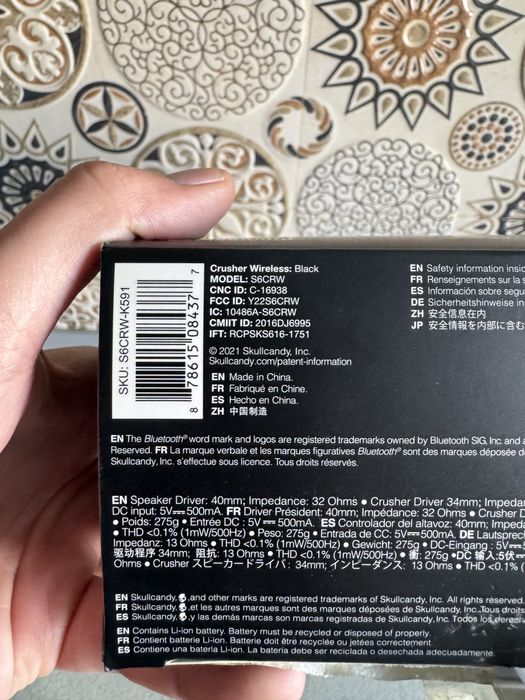 SKU: S6CRW-K591
8 78615 08437 7
Crusher Wireless: Black
MODEL: S6CRW
CNC ID: C-16938
FCC ID: Y22S6CRW
IC: 10486A-S6CRW
CMIIT ID: 2016DJ6995
IFT: RCPSKS616-1751
© 2021 Skullcandy, Inc.
Skullcandy.com/patent-information
EN Made in China.
FR Fabriqué en Chine.
ES Hecho en China.
ZH 中国制造
EN Safety information insid
FR Renseignements sur la s
ES Información sobre segu
DE Sicherheitshinweise in
ZH 安全信息在内
JP 安全情報を内部に含む
EN The Bluetooth® word mark and logos are registered trademarks owned by Bluetooth SIG, Inc. and a
Reserved. FR La marque verbale et les marques figuratives Bluetooth® sont des marques déposée de
Skullcandy, Inc. s'effectue sous licence. Tous droits réservés.
EN Speaker Driver: 40mm; Impedance: 32 Ohms • Crusher Driver 34mm; Impedan
DC input: 5V⎓500mA. FR Driver Président: 40mm; Impedance: 32 Ohms • Crusher D
• Poids: 275g • Entrée DC : 5V⎓500mA. ES Controlador del altavoz: 40mm; Impeda
• THD <0.1% (1mW/500Hz) • Peso: 275g • Entrada de CC: 5V⎓500mA. DE Lautsprech
Impedanz: 13 Ohms • THD <0.1% (1mW/500Hz) • Gewicht: 275g • DC-Eingang : 5V⎓5
驱动程序 34mm; 阻抗: 13 Ohms • THD <0.1% (1mW/500Hz) • 衡: 275g •DC 输入:5伏⎓
• Ohms • Crusher スピーカードライバ : 34mm; インピーダンス: 13 Ohms • THD <0.1% (
EN Skullcandy, and other marks are registered trademarks of Skullcandy, Inc. All rights reserved.
FR Skullcandy, et les autres marques sont des marques déposées de Skullcandy, Inc. Tous droits
ES Skullcandy, y las demás marcas son marcas registradas de Skullcandy, Inc. Todos los derech
EN Contains Li-ion battery. Battery must be recycled or disposed of properly.
FR Contient batterie Li-ion. Batterie doit être recyclée ou jetées correctement.
ES Contiene una batería Li-ion. La batería debe ser reciclada o desechada adecuadamente.